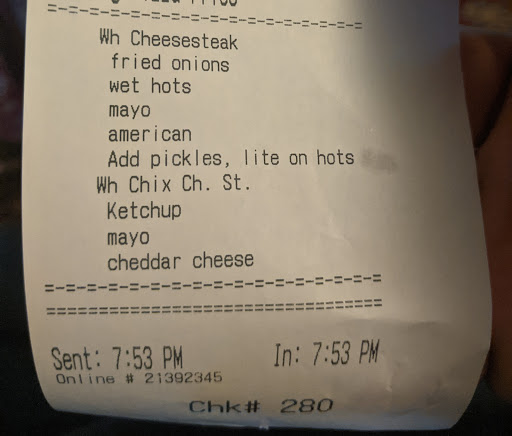 =-=-=-=-=-=-=-=-=-=-=-=-=-=-=-=-=-=
Wh Cheesesteak
fried onions
wet hots
mayo
american
Add pickles, lite on hots
Wh Chix Ch. St.
Ketchup
mayo
cheddar cheese
=-=-=-=-=-=-=-=-=-=-=-=-=-=-=-=-=-=
==================================
Sent: 7:53 PM In: 7:53 PM
Online # 21392345
Chk# 280